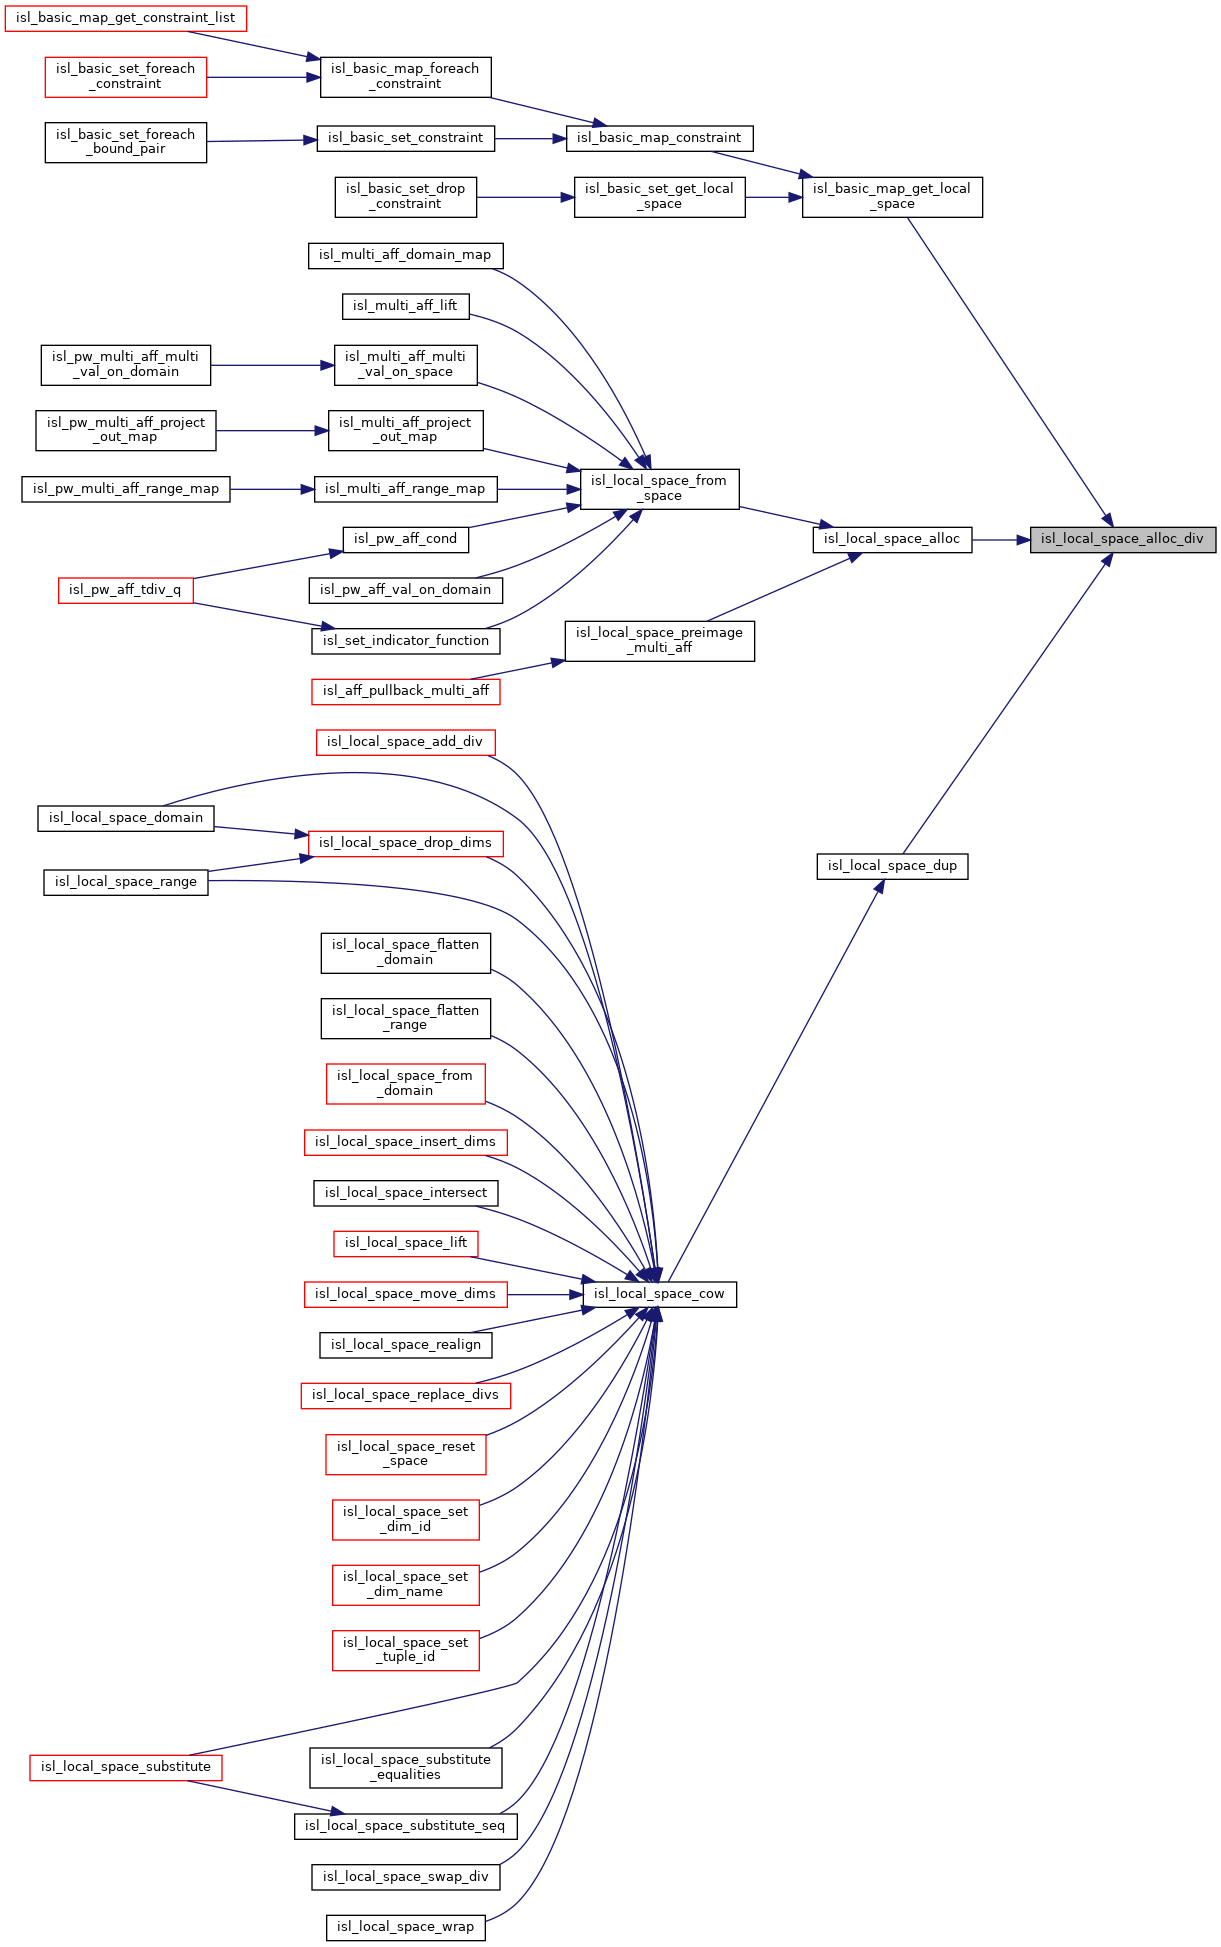 isl_basic_map_get_constraint_list
isl_basic_set_foreach
_constraint
isl_basic_map_foreach
_constraint
isl_basic_set_foreach
_bound_pair
isl_basic_set_constraint
isl_basic_map_constraint
isl_basic_set_drop
_constraint
isl_basic_set_get_local
_space
isl_basic_map_get_local
_space
isl_multi_aff_domain_map
isl_multi_aff_lift
isl_pw_multi_aff_multi
_val_on_domain
isl_multi_aff_multi
_val_on_space
isl_pw_multi_aff_project
_out_map
isl_multi_aff_project
_out_map
isl_pw_multi_aff_range_map
isl_multi_aff_range_map
isl_local_space_from
_space
isl_pw_aff_cond
isl_local_space_alloc
isl_local_space_alloc_div
isl_pw_aff_tdiv_q
isl_pw_aff_val_on_domain
isl_set_indicator_function
isl_local_space_preimage
_multi_aff
isl_aff_pullback_multi_aff
isl_local_space_add_div
isl_local_space_domain
isl_local_space_drop_dims
isl_local_space_range
isl_local_space_dup
isl_local_space_flatten
_domain
isl_local_space_flatten
_range
isl_local_space_from
_domain
isl_local_space_insert_dims
isl_local_space_intersect
isl_local_space_lift
isl_local_space_move_dims
isl_local_space_cow
isl_local_space_realign
isl_local_space_replace_divs
isl_local_space_reset
_space
isl_local_space_set
_dim_id
isl_local_space_set
_dim_name
isl_local_space_set
_tuple_id
isl_local_space_substitute
isl_local_space_substitute
_equalities
isl_local_space_substitute_seq
isl_local_space_swap_div
isl_local_space_wrap